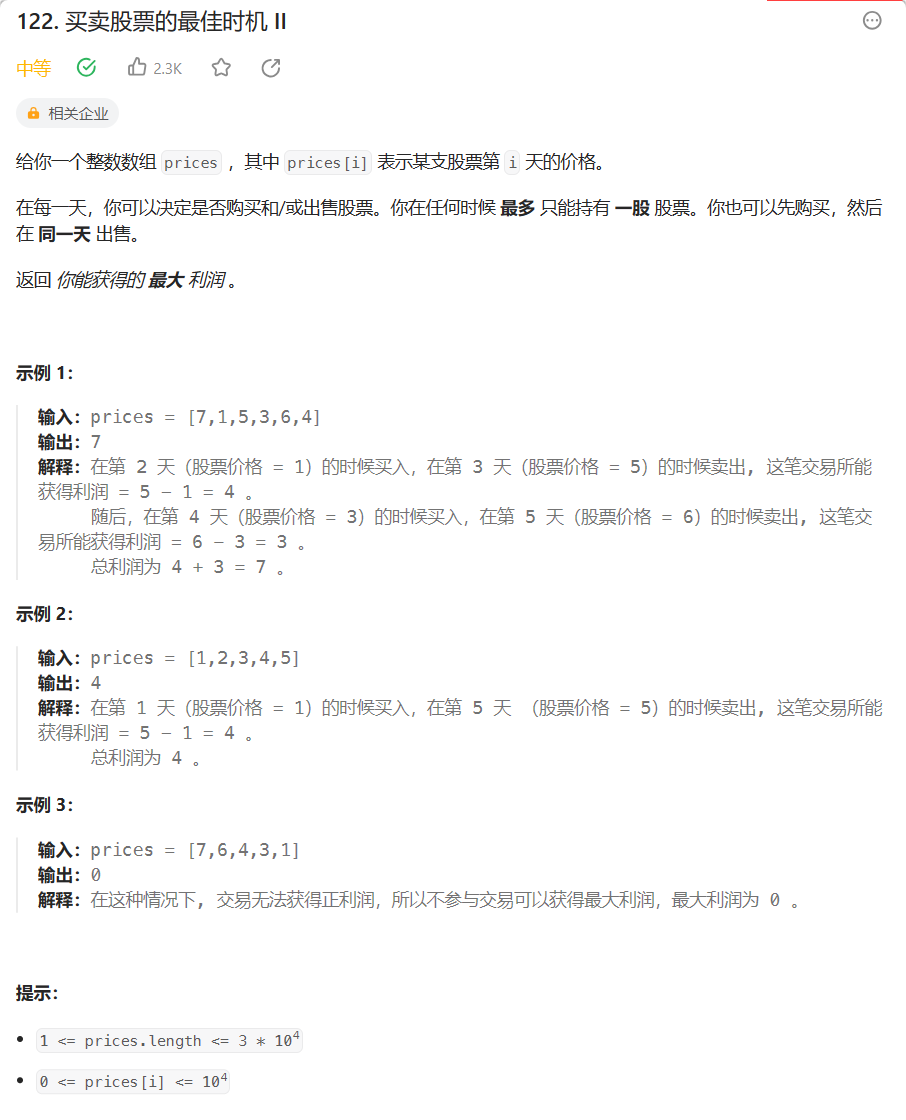 122. 买卖股票的最佳时机 II
中等 2.3K
相关企业
给你一个整数数组 prices ，其中 prices[i] 表示某支股票第 i 天的价格。
在每一天，你可以决定是否购买和/或出售股票。你在任何时候 最多 只能持有 一股 股票。你也可以先购买，然后
在 同一天 出售。
返回 你能获得的 最大 利润 。
示例 1：
输入：prices = [7,1,5,3,6,4]
输出：7
解释：在第 2 天（股票价格 = 1）的时候买入，在第 3 天（股票价格 = 5）的时候卖出, 这笔交易所能
获得利润 = 5 - 1 = 4 。
随后，在第 4 天（股票价格 = 3）的时候买入，在第 5 天（股票价格 = 6）的时候卖出, 这笔交
易所能获得利润 = 6 - 3 = 3 。
总利润为 4 + 3 = 7 。
示例 2：
输入：prices = [1,2,3,4,5]
输出：4
解释：在第 1 天（股票价格 = 1）的时候买入，在第 5 天 （股票价格 = 5）的时候卖出, 这笔交易所能
获得利润 = 5 - 1 = 4 。
总利润为 4 。
示例 3：
输入：prices = [7,6,4,3,1]
输出：0
解释：在这种情况下, 交易无法获得正利润，所以不参与交易可以获得最大利润，最大利润为 0 。
提示：
• 1 <= prices.length <= 3 * 10⁴
• 0 <= prices[i] <= 10⁴